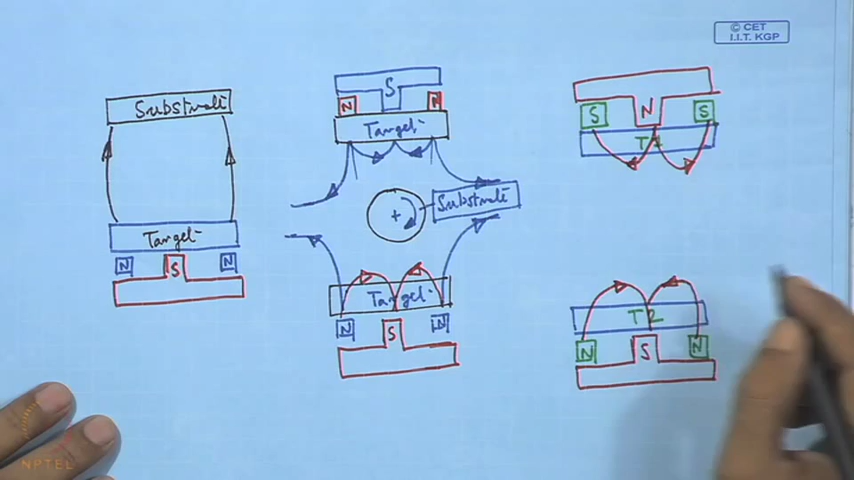 © CET
I.I.T. KGP
Substrate
Target
N
S
N
S
N
N
Target
Substrate
Target
N
S
N
N
S
S
T1
T2
N
S
N
NPTEL